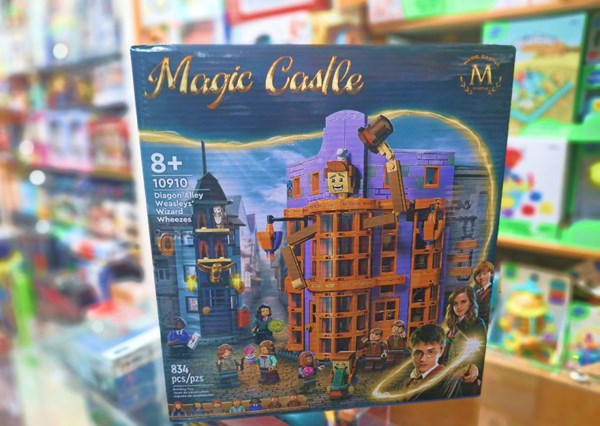 Magic Castle
M
8+
10910
Diagon Alley
Weasleys'
Wizard
Wheezes
834
pcs/pzs